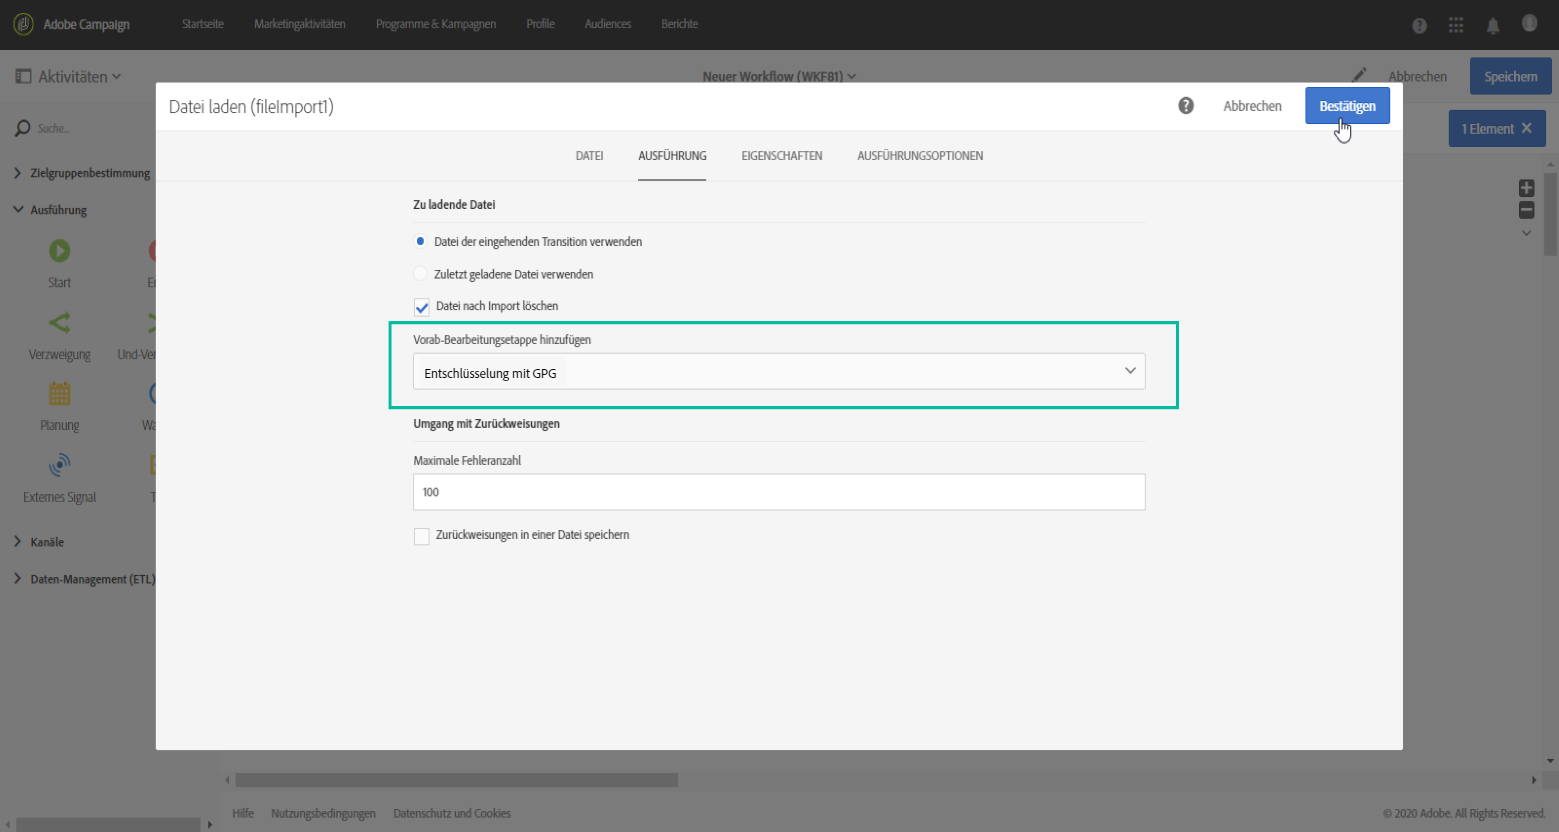 Adobe Campaign
Startseite
Marketingaktivitäten
Programme & Kampagnen
Profile
Audiences
Berichte
Aktivitäten
Neuer Workflow (WKF81)
Abbrechen
Speichern
Datei laden (fileImport1)
Abbrechen
Bestätigen
Suche...
1 Element
DATEI
AUSFÜHRUNG
EIGENSCHAFTEN
AUSFÜHRUNGSOPTIONEN
Zielgruppenbestimmung
Ausführung
Start
Verzweigung
Und-Ver
Planung
Externes Signal
Kanäle
Daten-Management (ETL)
Zu ladende Datei
Datei der eingehenden Transition verwenden
Zuletzt geladene Datei verwenden
Datei nach Import löschen
Vorab-Bearbeitungsetappe hinzufügen
Entschlüsselung mit GPG
Umgang mit Zurückweisungen
Maximale Fehleranzahl
100
Zurückweisungen in einer Datei speichern
Hilfe
Nutzungsbedingungen
Datenschutz und Cookies
© 2020 Adobe. All Rights Reserved.